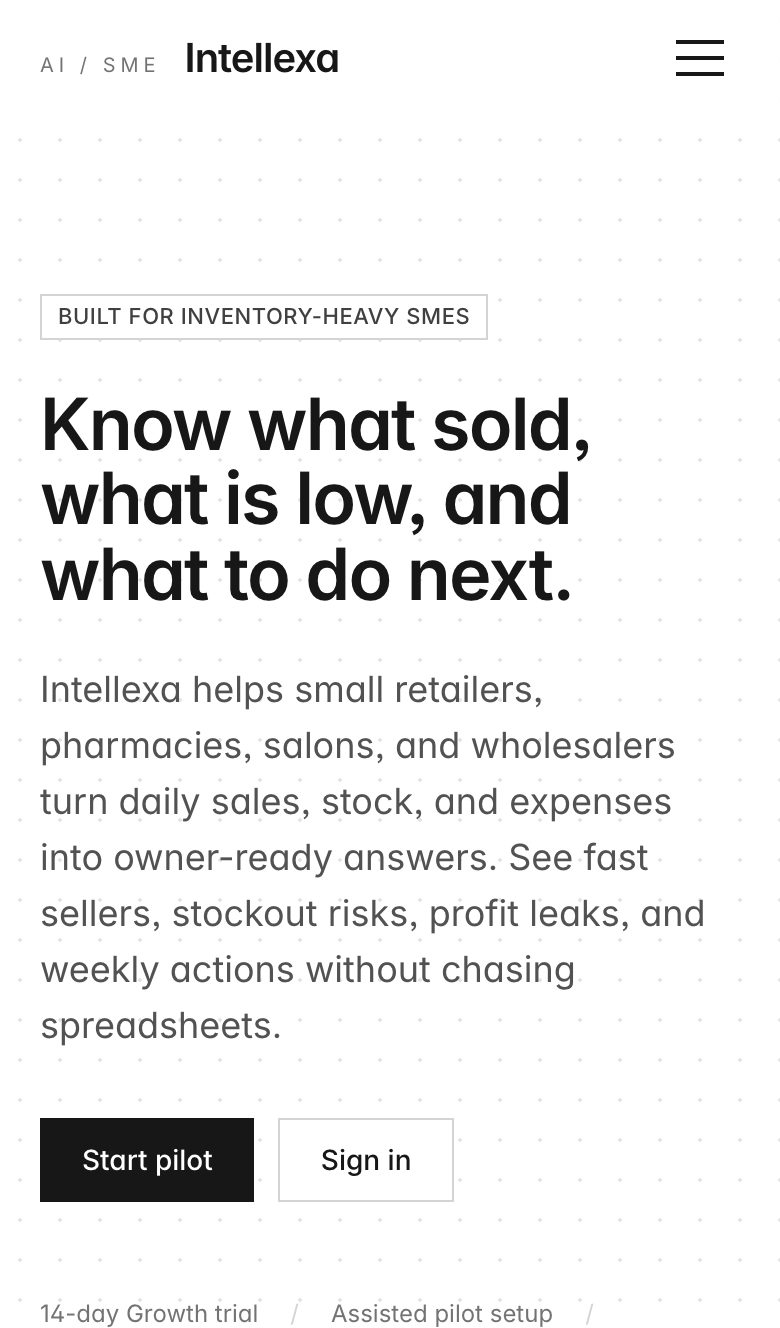 AI / SME Intellexa
BUILT FOR INVENTORY-HEAVY SMES
Know what sold,
what is low, and
what to do next.
Intellexa helps small retailers,
pharmacies, salons, and wholesalers
turn daily sales, stock, and expenses
into owner-ready answers. See fast
sellers, stockout risks, profit leaks, and
weekly actions without chasing
spreadsheets.
Start pilot Sign in
14-day Growth trial / Assisted pilot setup /